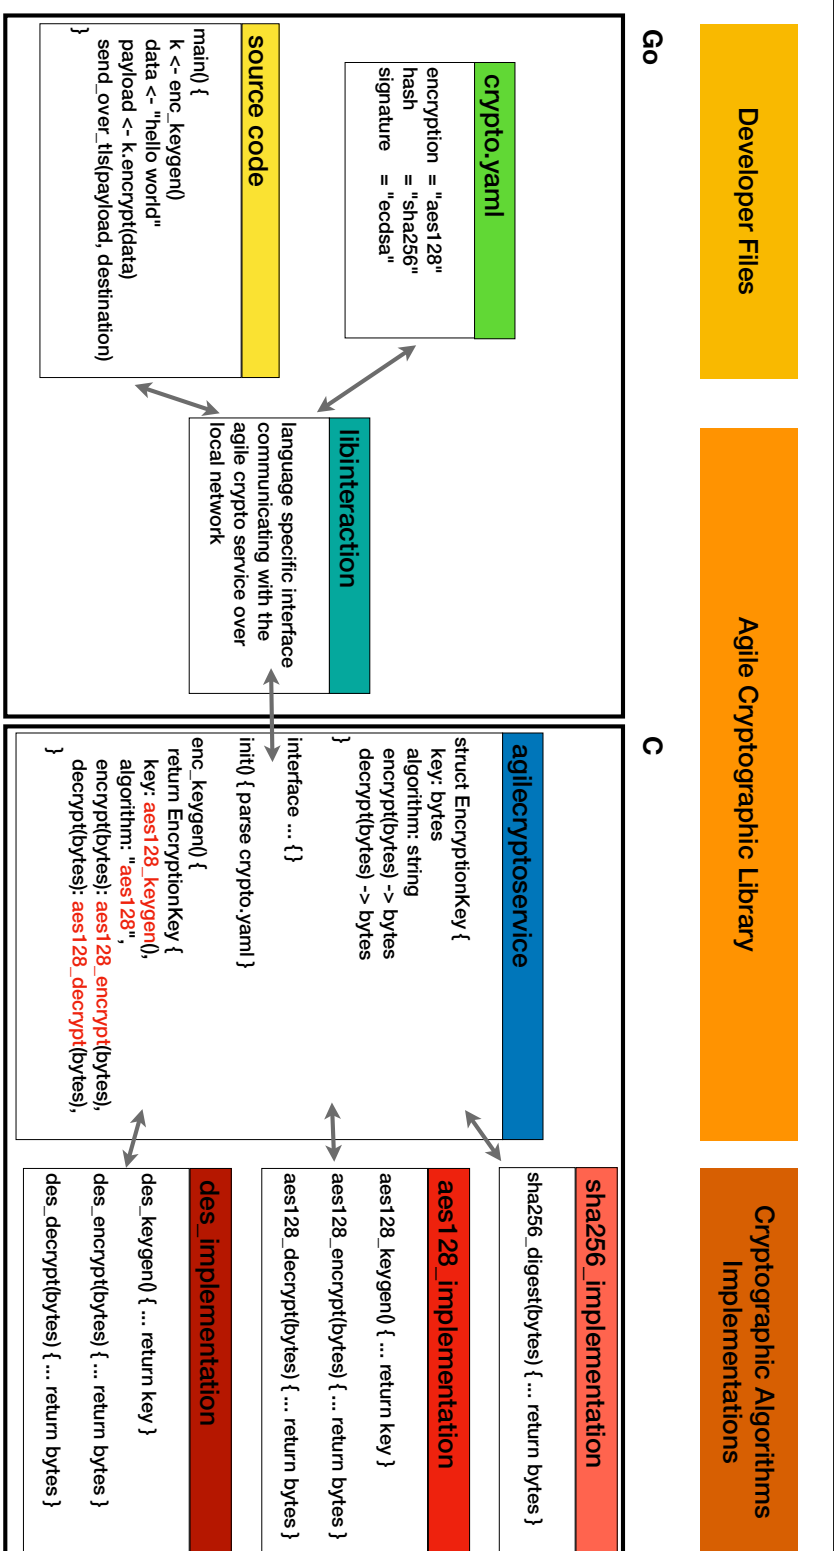 Developer Files
Agile Cryptographic Library
Cryptographic Algorithms
Implementations
Go
crypto.yaml
encryption = "aes128"
hash = "sha256"
signature = "ecdsa"
source code
main() {
k <- enc_keygen()
data <- "hello world"
payload <- k.encrypt(data)
send_over_tls(payload, destination)
}
libinteraction
language specific interface
communicating with the
agile crypto service over
local network
C
agilecryptoservice
struct EncryptionKey {
key: bytes
algorithm: string
encrypt(bytes) -> bytes
decrypt(bytes) -> bytes
}
interface ... {}
init() { parse crypto.yaml }
enc_keygen() {
return EncryptionKey {
key: aes128_keygen(),
algorithm: "aes128",
encrypt(bytes): aes128_encrypt(bytes),
decrypt(bytes): aes128_decrypt(bytes),
}
sha256_implementation
sha256_digest(bytes) { ... return bytes }
aes128_implementation
aes128_keygen() { ... return key }
aes128_encrypt(bytes) { ... return bytes }
aes128_decrypt(bytes) { ... return bytes }
des_implementation
des_keygen() { ... return key }
des_encrypt(bytes) { ... return bytes }
des_decrypt(bytes) { ... return bytes }